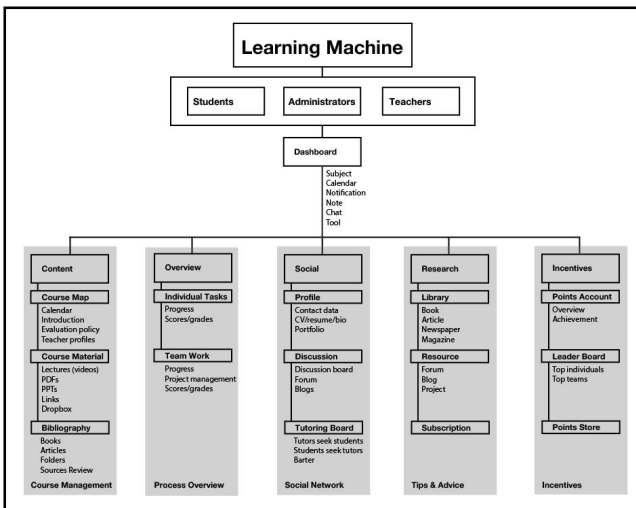 Learning Machine
Students
Administrators
Teachers
Dashboard
Subject
Calendar
Notification
Note
Chat
Tool
Content
Course Map
Calendar
Introduction
Evaluation policy
Teacher profiles
Course Material
Lectures (videos)
PDFs
PPTs
Links
Dropbox
Bibliography
Books
Articles
Folders
Sources Review
Course Management
Overview
Individual Tasks
Progress
Scores/grades
Team Work
Progress
Project management
Scores/grades
Process Overview
Social
Profile
Contact data
CV/resume/bio
Portfolio
Discussion
Discussion board
Forum
Blogs
Tutoring Board
Tutors seek students
Students seek tutors
Barter
Social Network
Research
Library
Book
Article
Newspaper
Magazine
Resource
Forum
Blog
Project
Subscription
Tips & Advice
Incentives
Points Account
Overview
Achievement
Leader Board
Top individuals
Top teams
Points Store
Incentives